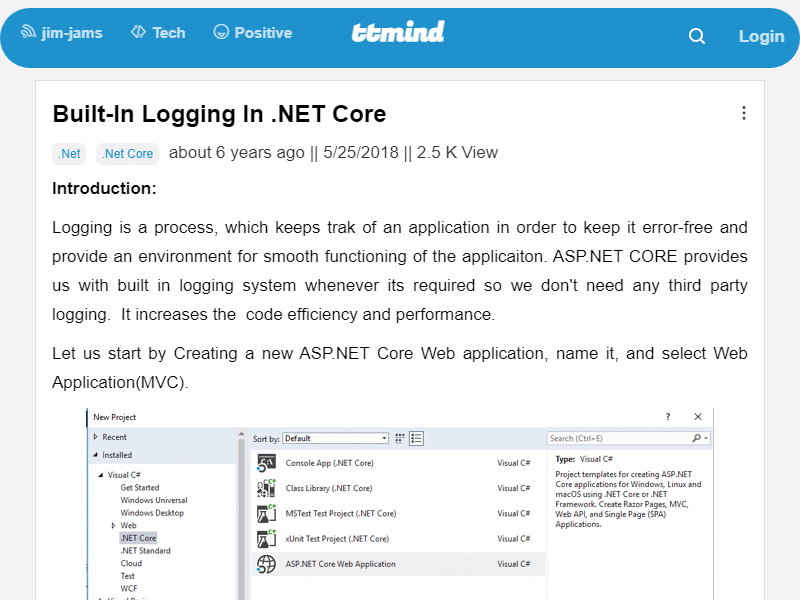 jim-jams Tech Positive ttmind Login
Built-In Logging In .NET Core
.Net .Net Core about 6 years ago || 5/25/2018 || 2.5 K View
Introduction:
Logging is a process, which keeps trak of an application in order to keep it error-free and
provide an environment for smooth functioning of the applicaiton. ASP.NET CORE provides
us with built in logging system whenever its required so we don't need any third party
logging. It increases the code efficiency and performance.
Let us start by Creating a new ASP.NET Core Web application, name it, and select Web
Application(MVC).
New Project ? X
Recent
Installed
Visual C#
Get Started
Windows Universal
Windows Desktop
Web
.NET Core
.NET Standard
Cloud
Test
WCF
Sort by: Default
Console App (.NET Core) Visual C#
Class Library (.NET Core) Visual C#
MSTest Test Project (.NET Core) Visual C#
xUnit Test Project (.NET Core) Visual C#
ASP.NET Core Web Application Visual C#
Search (Ctrl+E)
Type: Visual C#
Project templates for creating ASP.NET
Core applications for Windows, Linux and
macOS using .NET Core or .NET
Framework. Create Razor Pages, MVC,
Web API, and Single Page (SPA)
Applications.